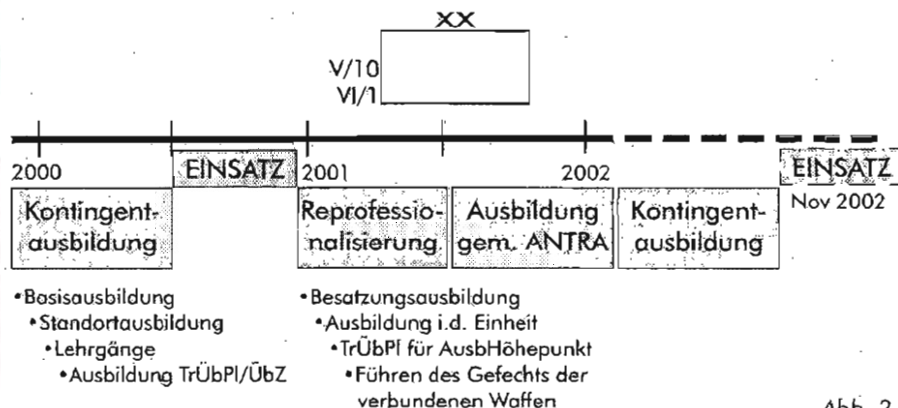 XX
V/10
VI/1
2000
EINSATZ
2001
2002
EINSATZ
Nov 2002
Kontingent-
ausbildung
Reprofessio-
nalisierung
Ausbildung
gem. ANTRA
Kontingent-
ausbildung
•Basisausbildung
•Standortausbildung
•Lehrgänge
•Ausbildung TrÜbPl/ÜbZ
•Besatzungsausbildung
•Ausbildung i.d. Einheit
•TrÜbPl für AusbHöhepunkt
•Führen des Gefechts der
verbundenen Waffen
Abb. 2